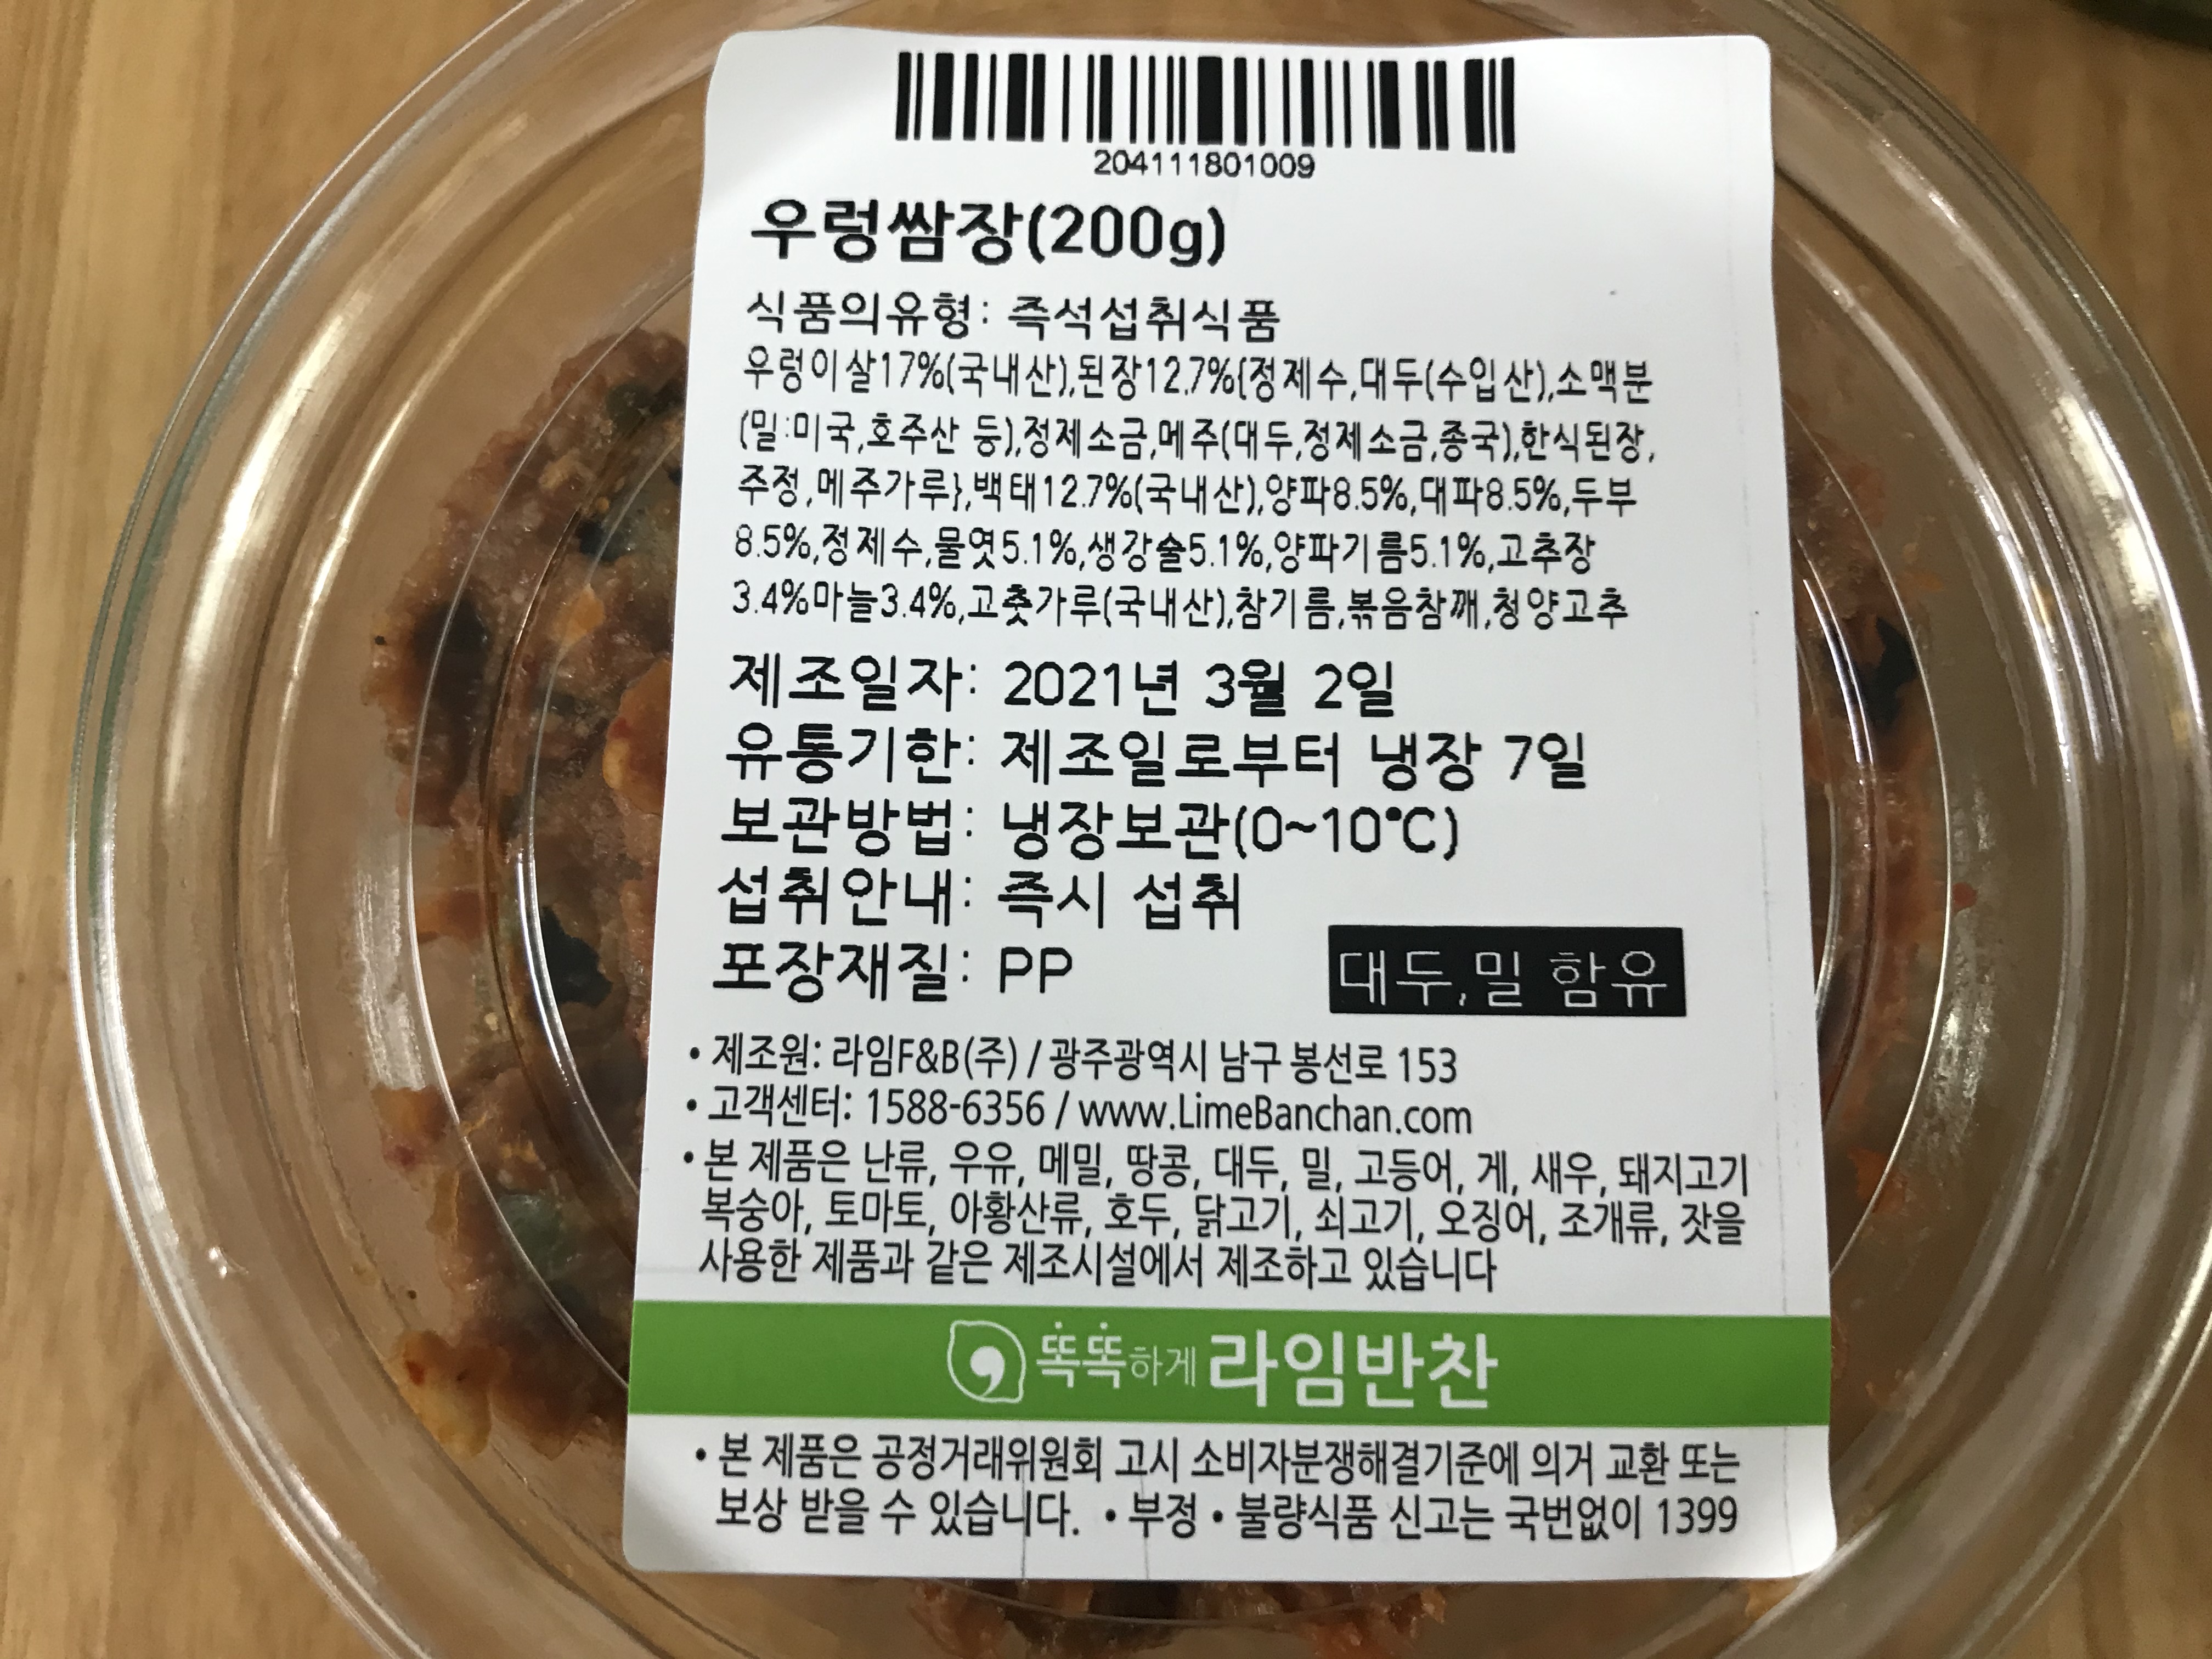 204111801009
우렁쌈장(200g)
식품의유형: 즉석섭취식품
우렁이살17%(국내산),된장12.7%{정제수,대두(수입산),소맥분
(밀:미국,호주산 등),정제소금,메주(대두,정제소금,종국),한식된장,
주정,메주가루},백태12.7%(국내산),양파8.5%,대파8.5%,두부
8.5%,정제수,물엿5.1%,생강술5.1%,양파기름5.1%,고추장
3.4%마늘3.4%,고춧가루(국내산),참기름,볶음참깨,청양고추
제조일자: 2021년 3월 2일
유통기한: 제조일로부터 냉장 7일
보관방법: 냉장보관(0~10℃)
섭취안내: 즉시 섭취
포장재질: PP
대두,밀 함유
• 제조원: 라임F&B(주) / 광주광역시 남구 봉선로 153
• 고객센터: 1588-6356 / www.LimeBanchan.com
• 본 제품은 난류, 우유, 메밀, 땅콩, 대두, 밀, 고등어, 게, 새우, 돼지고기
복숭아, 토마토, 아황산류, 호두, 닭고기, 쇠고기, 오징어, 조개류, 잣을
사용한 제품과 같은 제조시설에서 제조하고 있습니다
똑똑하게 라임반찬
• 본 제품은 공정거래위원회 고시 소비자분쟁해결기준에 의거 교환 또는
보상 받을 수 있습니다. • 부정 • 불량식품 신고는 국번없이 1399